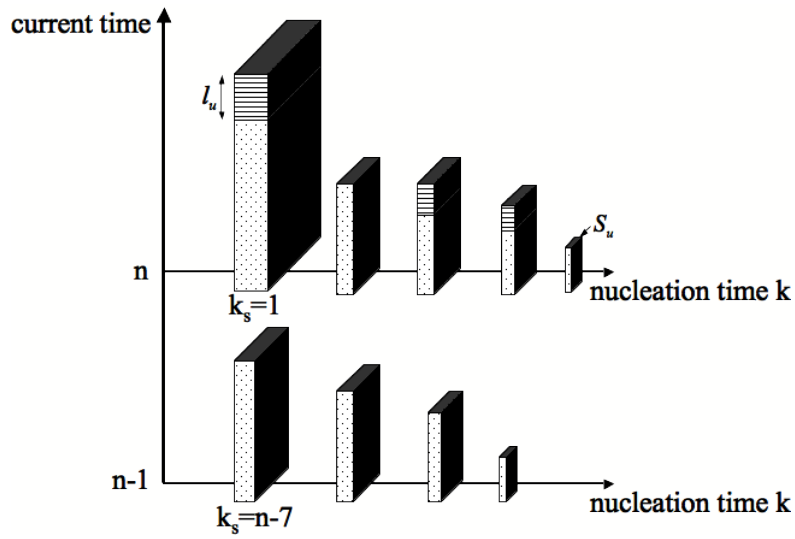 current time
l_u
S_u
n
nucleation time k
k_s=1
n-1
nucleation time k
k_s=n-7